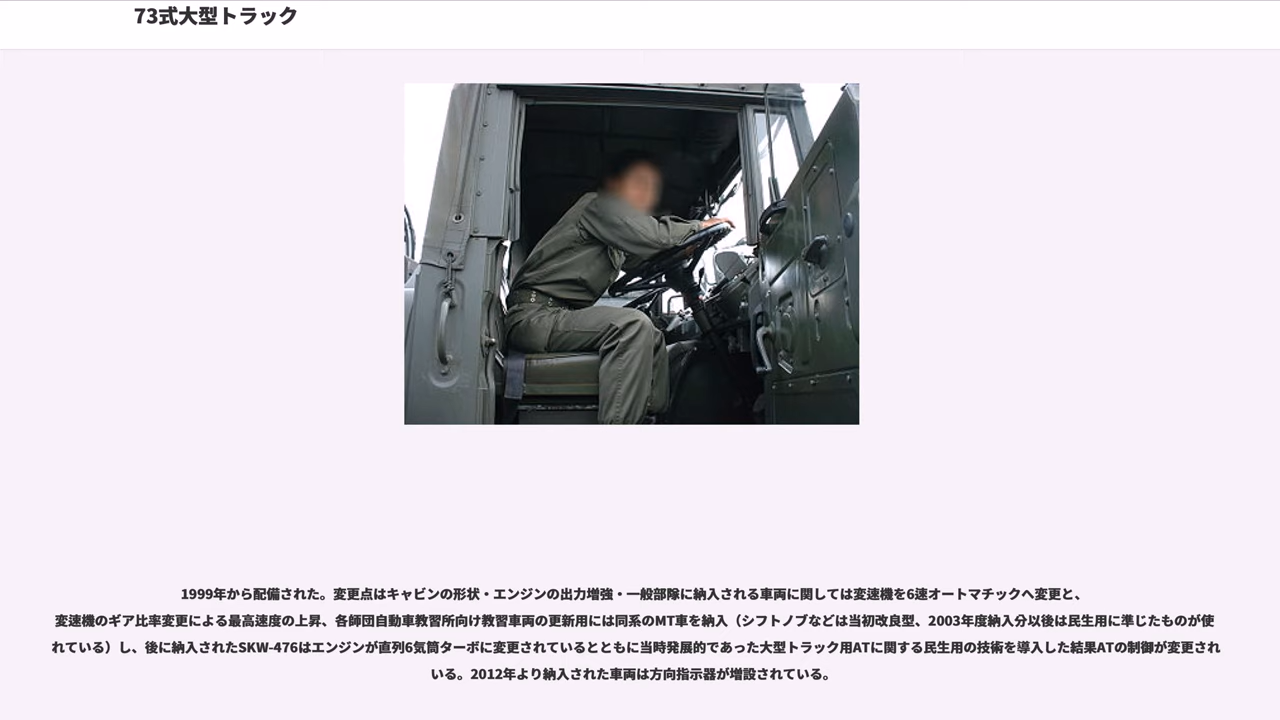 73式大型トラック
1999年から配備された。変更点はキャビンの形状・エンジンの出力増強・一般部隊に納入される車両に関しては変速機を6速オートマチックへ変更と、
変速機のギア比率変更による最高速度の上昇、各師団自動車教習所向け教習車両の更新用には同系のMT車を納入（シフトノブなどは当初改良型、2003年度納入分以後は民生用に準じたものが使
れている）し、後に納入されたSKW-476はエンジンが直列6気筒ターボに変更されているとともに当時発展的であった大型トラック用ATに関する民生用の技術を導入した結果ATの制御が変更され
いる。2012年より納入された車両は方向指示器が増設されている。